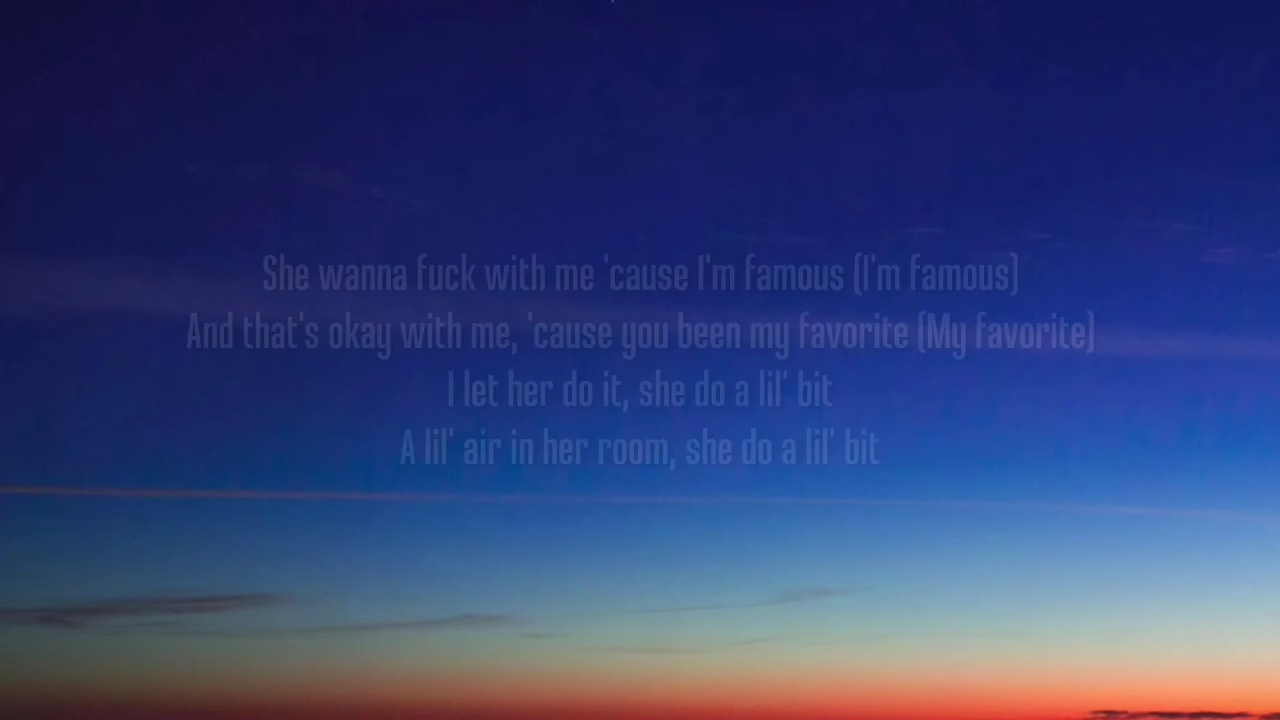 She wanna fuck with me 'cause I'm famous (I'm famous)
And that's okay with me, 'cause you been my favorite (My favorite)
I let her do it, she do a lil' bit
A lil' air in her room, she do a lil' bit